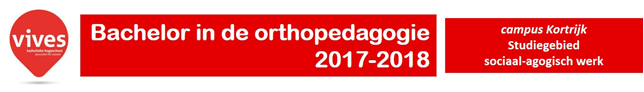 vives
katholieke hogeschool
Bachelor in de orthopedagogie
2017-2018
campus Kortrijk
Studiegebied
sociaal-agogisch werk